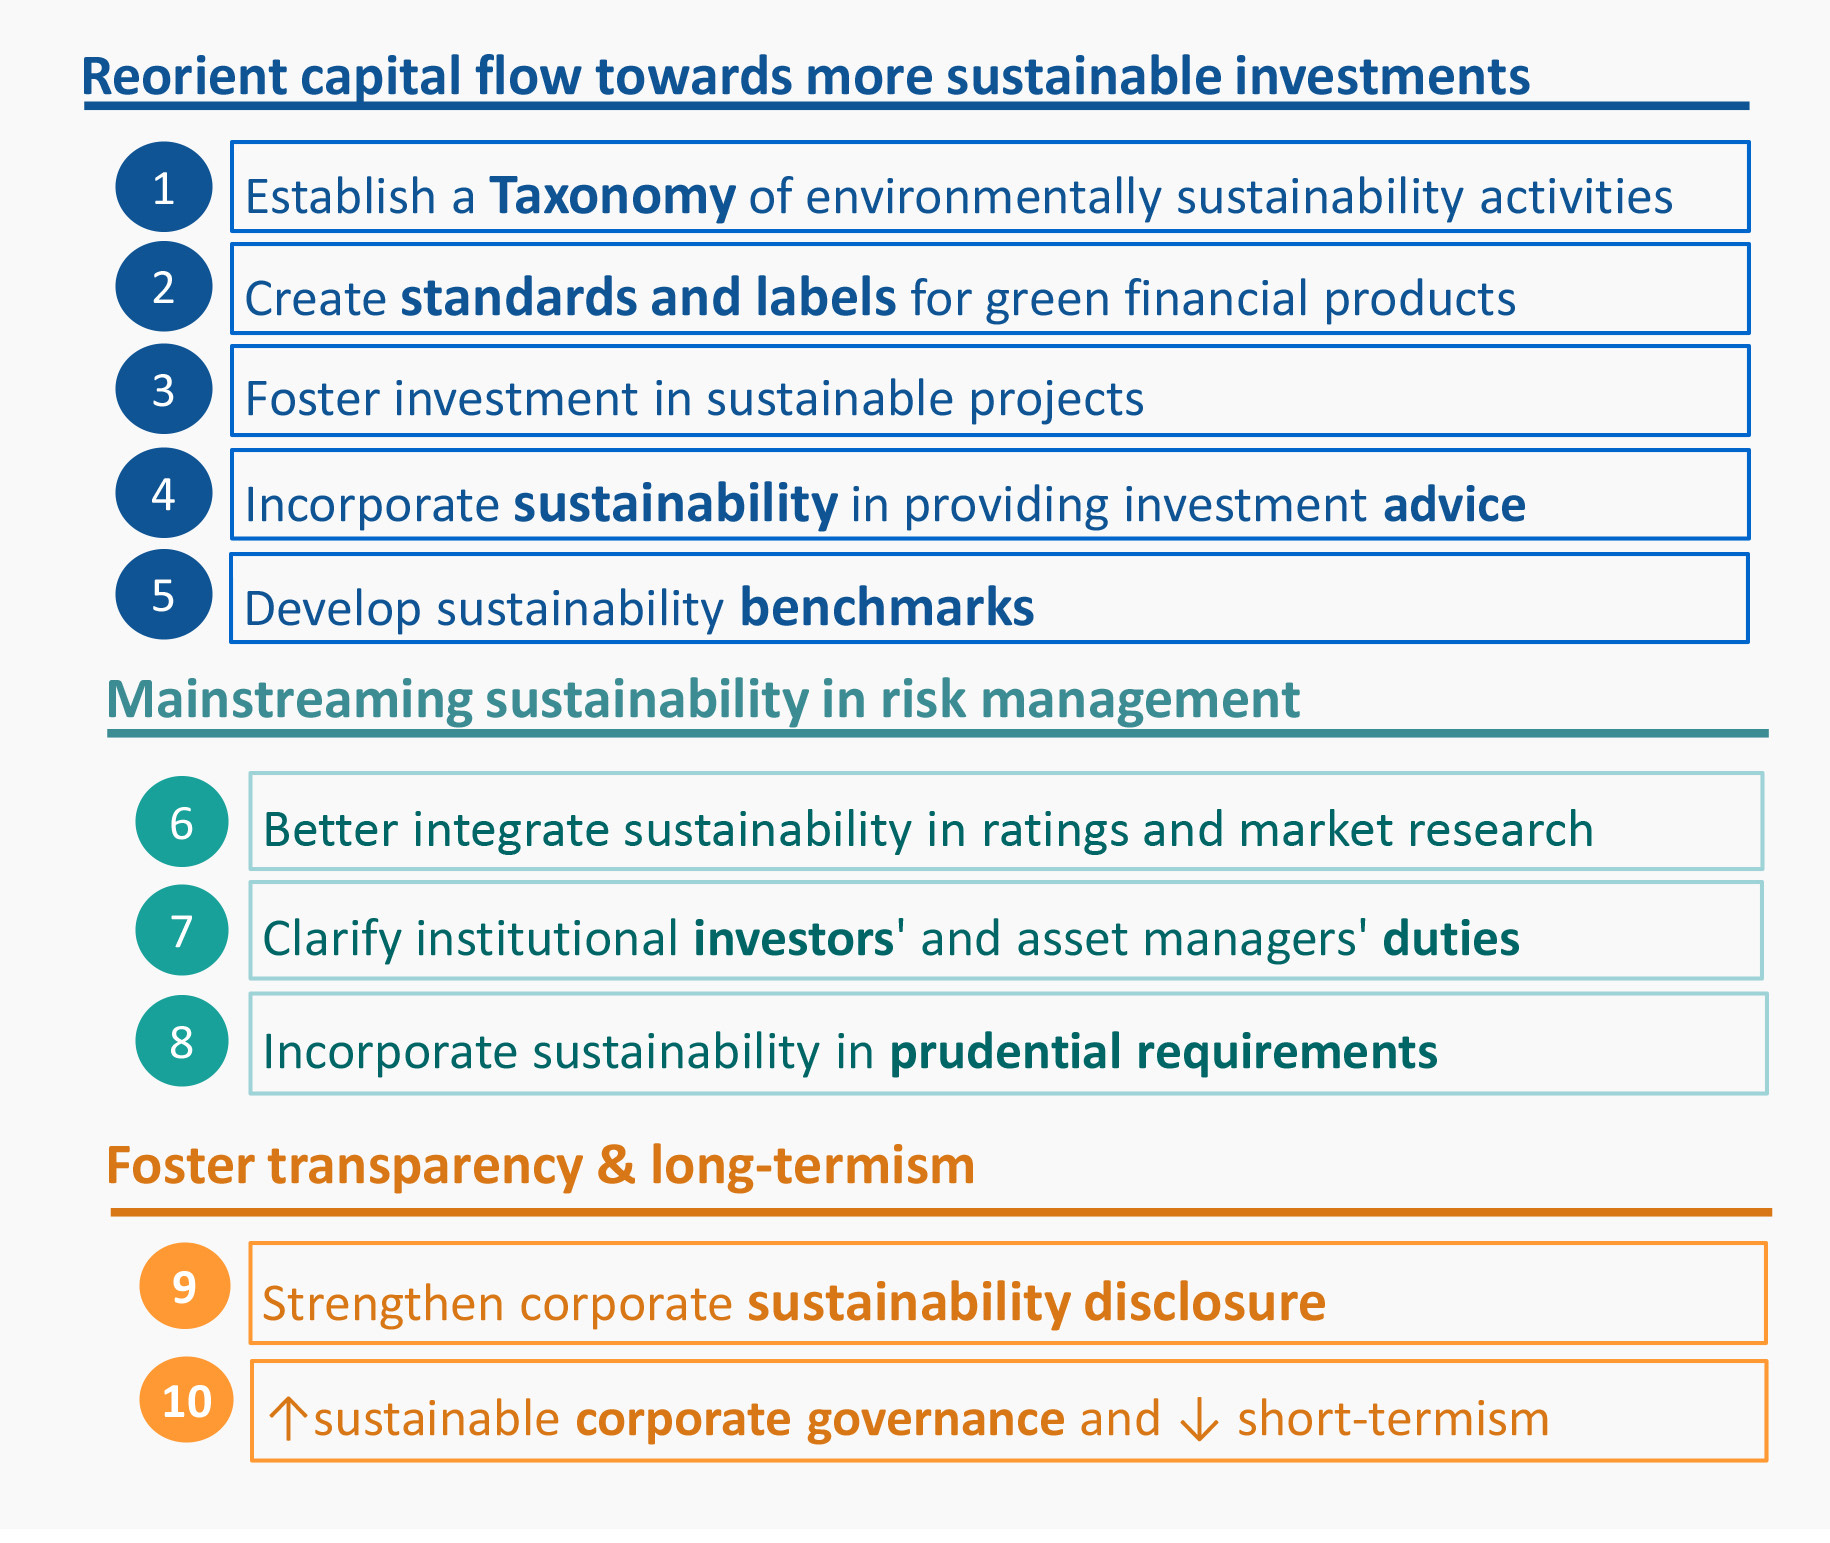 Reorient capital flow towards more sustainable investments
1 Establish a Taxonomy of environmentally sustainability activities
2 Create standards and labels for green financial products
3 Foster investment in sustainable projects
4 Incorporate sustainability in providing investment advice
5 Develop sustainability benchmarks
Mainstreaming sustainability in risk management
6 Better integrate sustainability in ratings and market research
7 Clarify institutional investors' and asset managers' duties
8 Incorporate sustainability in prudential requirements
Foster transparency & long-termism
9 Strengthen corporate sustainability disclosure
10 ↑sustainable corporate governance and ↓ short-termism